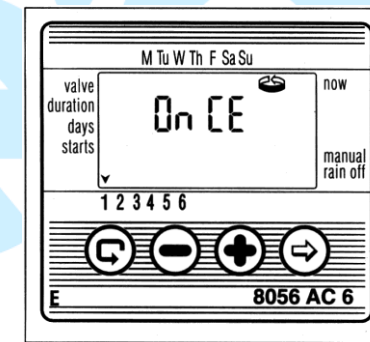 M Tu W Th F Sa Su
valve
duration
days
starts
On CE
now
manual
rain off
1 2 3 4 5 6
E
8056 AC 6